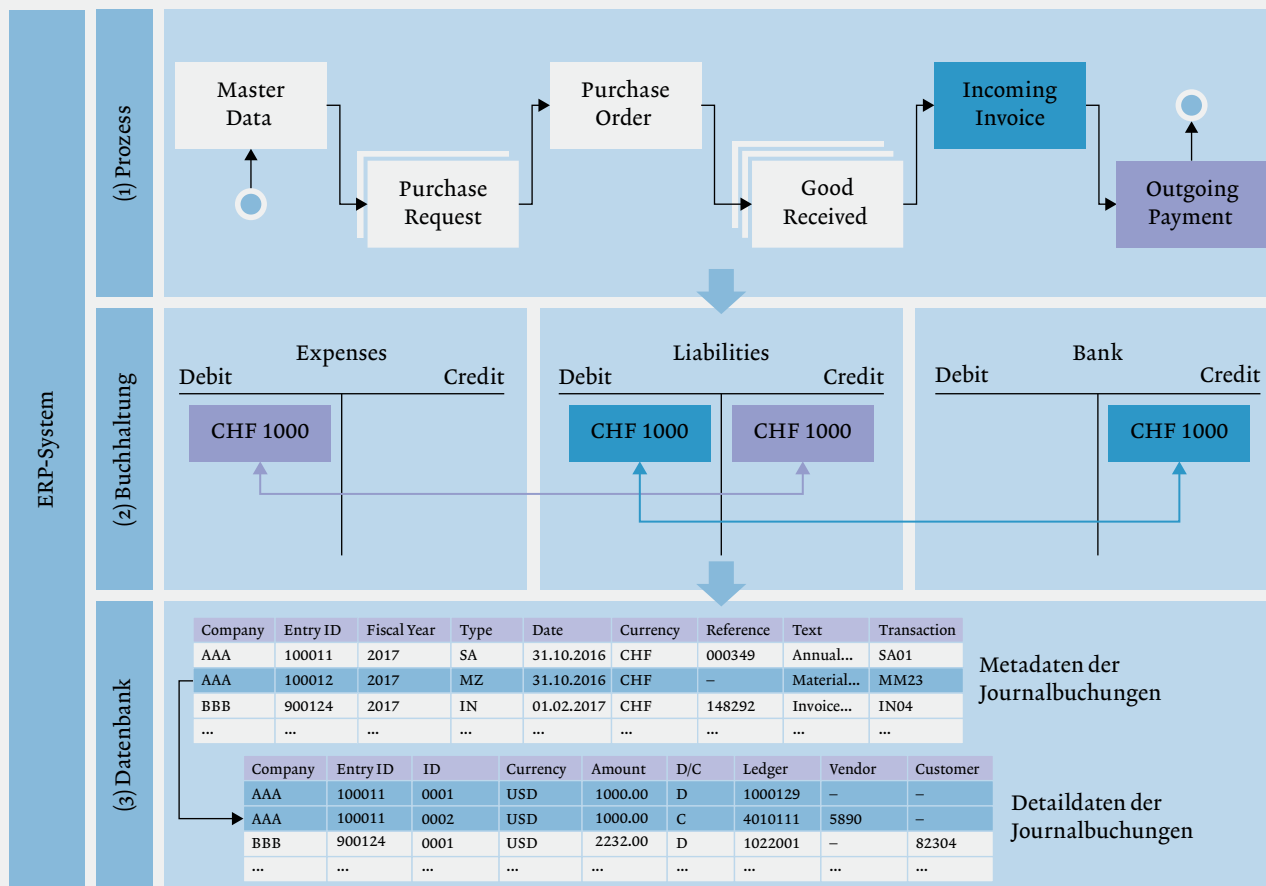 ERP-System
(1) Prozess
Master
Data
Purchase
Request
Purchase
Order
Good
Received
Incoming
Invoice
Outgoing
Payment
(2) Buchhaltung
Expenses
Debit Credit
CHF 1000
Liabilities
Debit Credit
CHF 1000 CHF 1000
Bank
Debit Credit
CHF 1000
(3) Datenbank
Company Entry ID Fiscal Year Type Date Currency Reference Text Transaction
AAA 100011 2017 SA 31.10.2016 CHF 000349 Annual... SA01
AAA 100012 2017 MZ 31.10.2016 CHF – Material... MM23
BBB 900124 2017 IN 01.02.2017 CHF 148292 Invoice... IN04
... ... ... ... ... ... ... ... ...
Metadaten der
Journalbuchungen
Company Entry ID ID Currency Amount D/C Ledger Vendor Customer
AAA 100011 0001 USD 1000.00 D 1000129 – –
AAA 100011 0002 USD 1000.00 C 4010111 5890 –
BBB 900124 0001 USD 2232.00 D 1022001 – 82304
... ... ... ... ... ... ... ... ...
Detaildaten der
Journalbuchungen